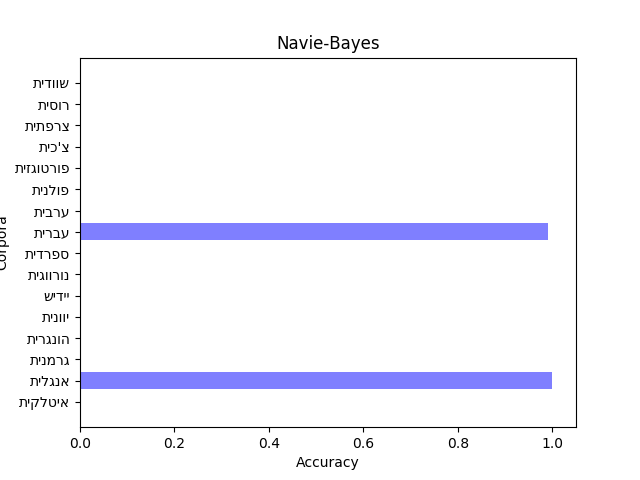 Navie-Bayes
שוודית
רוסית
צרפתית
צ'כית
פורטוגזית
פולנית
ערבית
עברית
ספרדית
נורווגית
יידיש
יוונית
הונגרית
גרמנית
אנגלית
איטלקית
Corpora
0.0 0.2 0.4 0.6 0.8 1.0
Accuracy